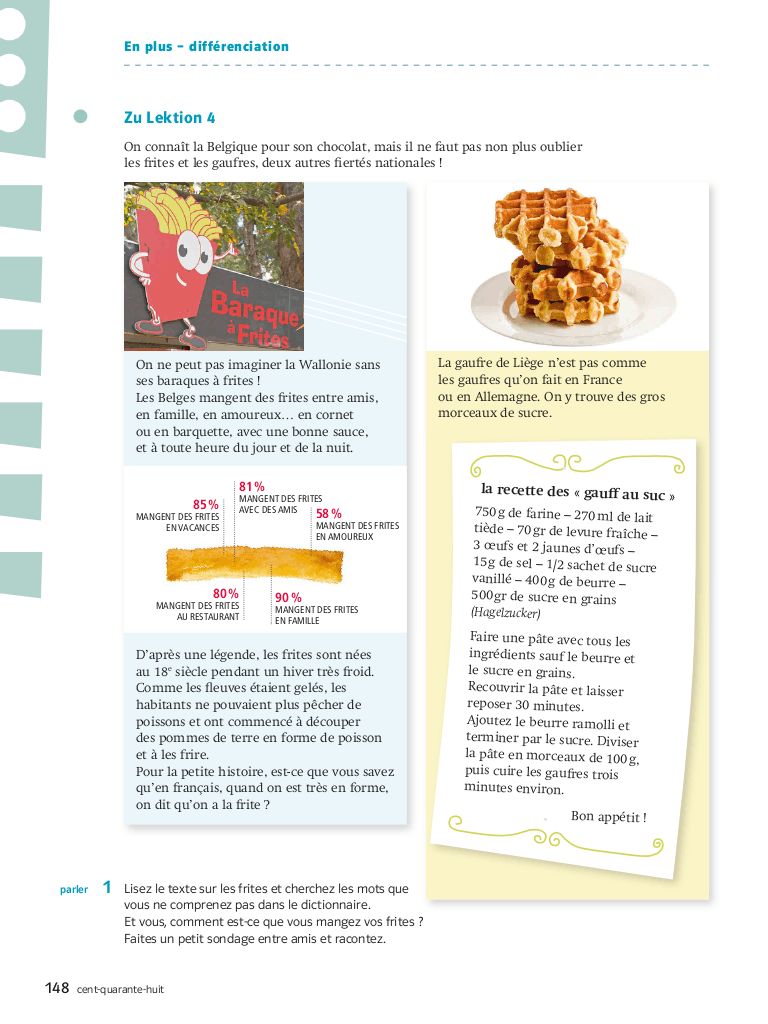 En plus – différenciation
Zu Lektion 4
On connaît la Belgique pour son chocolat, mais il ne faut pas non plus oublier
les frites et les gaufres, deux autres fiertés nationales !
La
Baraque
à Frites
On ne peut pas imaginer la Wallonie sans
ses baraques à frites !
Les Belges mangent des frites entre amis,
en famille, en amoureux… en cornet
ou en barquette, avec une bonne sauce,
et à toute heure du jour et de la nuit.
81 %
MANGENT DES FRITES
AVEC DES AMIS
85 %
MANGENT DES FRITES
EN VACANCES
58 %
MANGENT DES FRITES
EN AMOUREUX
80 %
MANGENT DES FRITES
AU RESTAURANT
90 %
MANGENT DES FRITES
EN FAMILLE
D’après une légende, les frites sont nées
au 18e siècle pendant un hiver très froid.
Comme les fleuves étaient gelés, les
habitants ne pouvaient plus pêcher de
poissons et ont commencé à découper
des pommes de terre en forme de poisson
et à les frire.
Pour la petite histoire, est-ce que vous savez
qu’en français, quand on est très en forme,
on dit qu’on a la frite ?
La gaufre de Liège n’est pas comme
les gaufres qu’on fait en France
ou en Allemagne. On y trouve des gros
morceaux de sucre.
la recette des « gauff au suc »
750 g de farine – 270 ml de lait
tiède – 70 gr de levure fraîche –
3 œufs et 2 jaunes d’œufs –
15 g de sel – 1/2 sachet de sucre
vanillé – 400 g de beurre –
500 gr de sucre en grains
(Hagelzucker)
Faire une pâte avec tous les
ingrédients sauf le beurre et
le sucre en grains.
Recouvrir la pâte et laisser
reposer 30 minutes.
Ajoutez le beurre ramolli et
terminer par le sucre. Diviser
la pâte en morceaux de 100 g,
puis cuire les gaufres trois
minutes environ.
Bon appétit !
parler 1 Lisez le texte sur les frites et cherchez les mots que
vous ne comprenez pas dans le dictionnaire.
Et vous, comment est-ce que vous mangez vos frites ?
Faites un petit sondage entre amis et racontez.
148 cent-quarante-huit